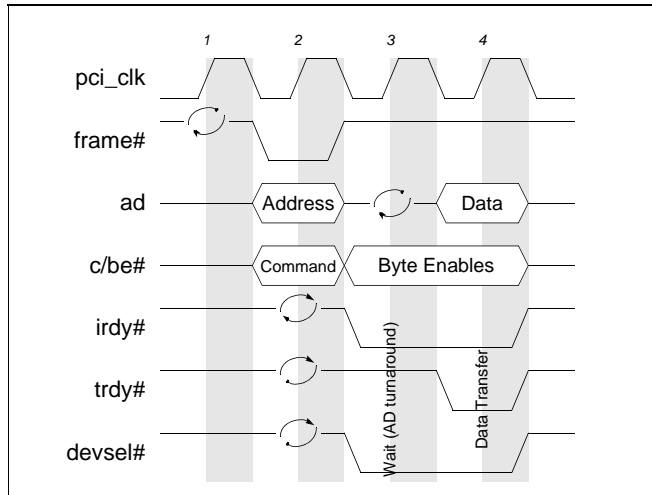 1 2 3 4
pci_clk
frame#
ad Address Data
c/be# Command Byte Enables
irdy#
trdy#
devsel#
Wait (AD turnaround)
Data Transfer